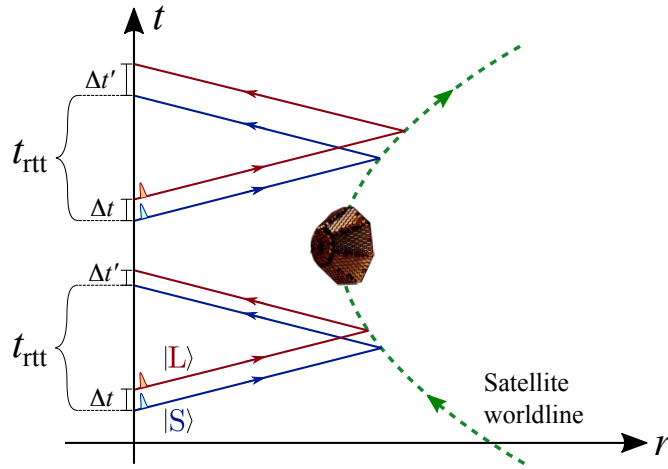 t
Δt′
t_rtt
Δt
Δt′
t_rtt
|L⟩
Δt
|S⟩
Satellite
worldline
r